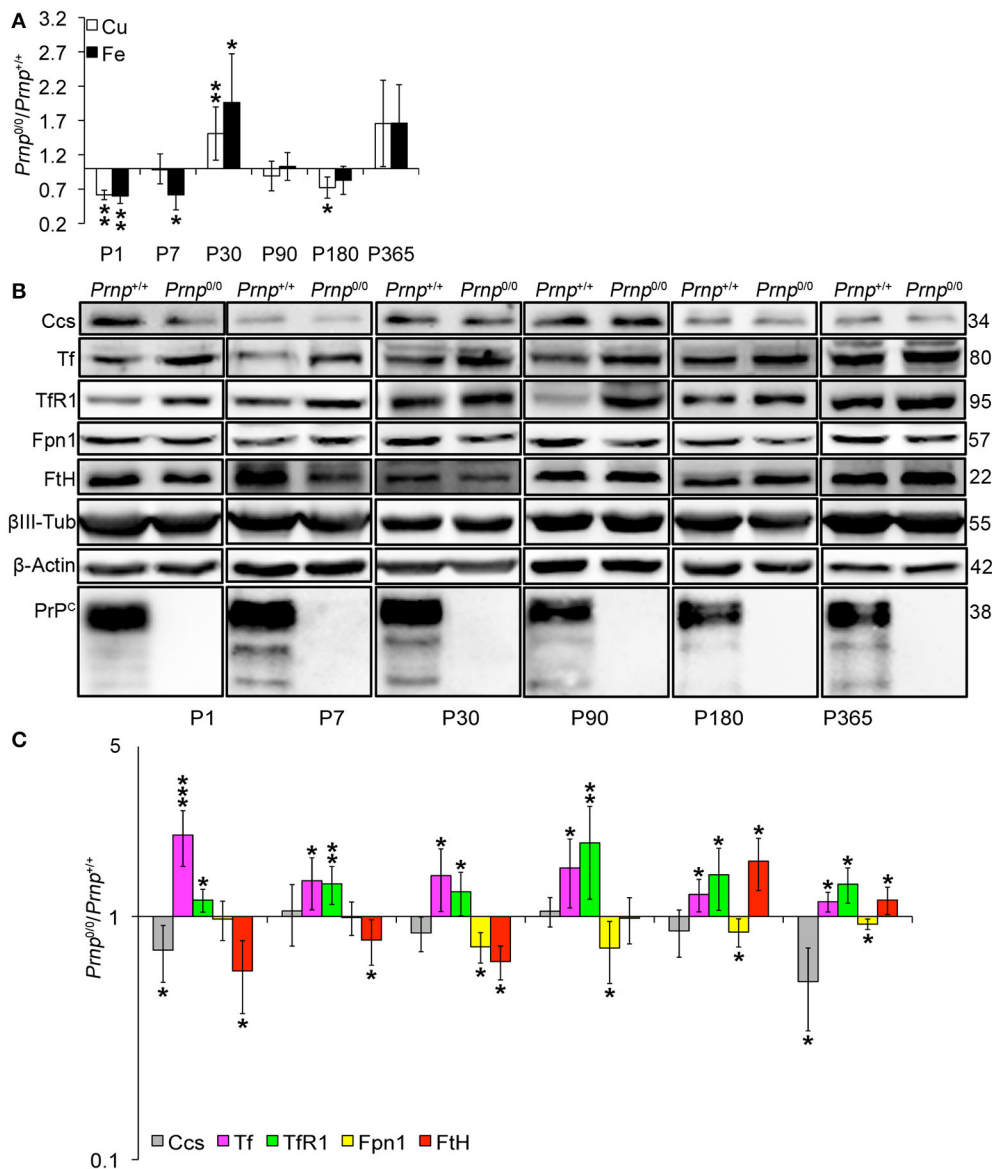 A
3.2
2.7
2.2
1.7
1.2
0.7
0.2
Prnp0/0/Prnp+/+
Cu
Fe
** ** * ** * *
P1 P7 P30 P90 P180 P365
B
Prnp+/+ Prnp0/0 Prnp+/+ Prnp0/0 Prnp+/+ Prnp0/0 Prnp+/+ Prnp0/0 Prnp+/+ Prnp0/0 Prnp+/+ Prnp0/0
Ccs 34
Tf 80
TfR1 95
Fpn1 57
FtH 22
βIII-Tub 55
β-Actin 42
PrPC 38
P1 P7 P30 P90 P180 P365
C
5
1
0.1
Prnp0/0/Prnp+/+
* *** * *
* ** *
* * * *
* ** *
* * * *
* * * * *
Ccs Tf TfR1 Fpn1 FtH